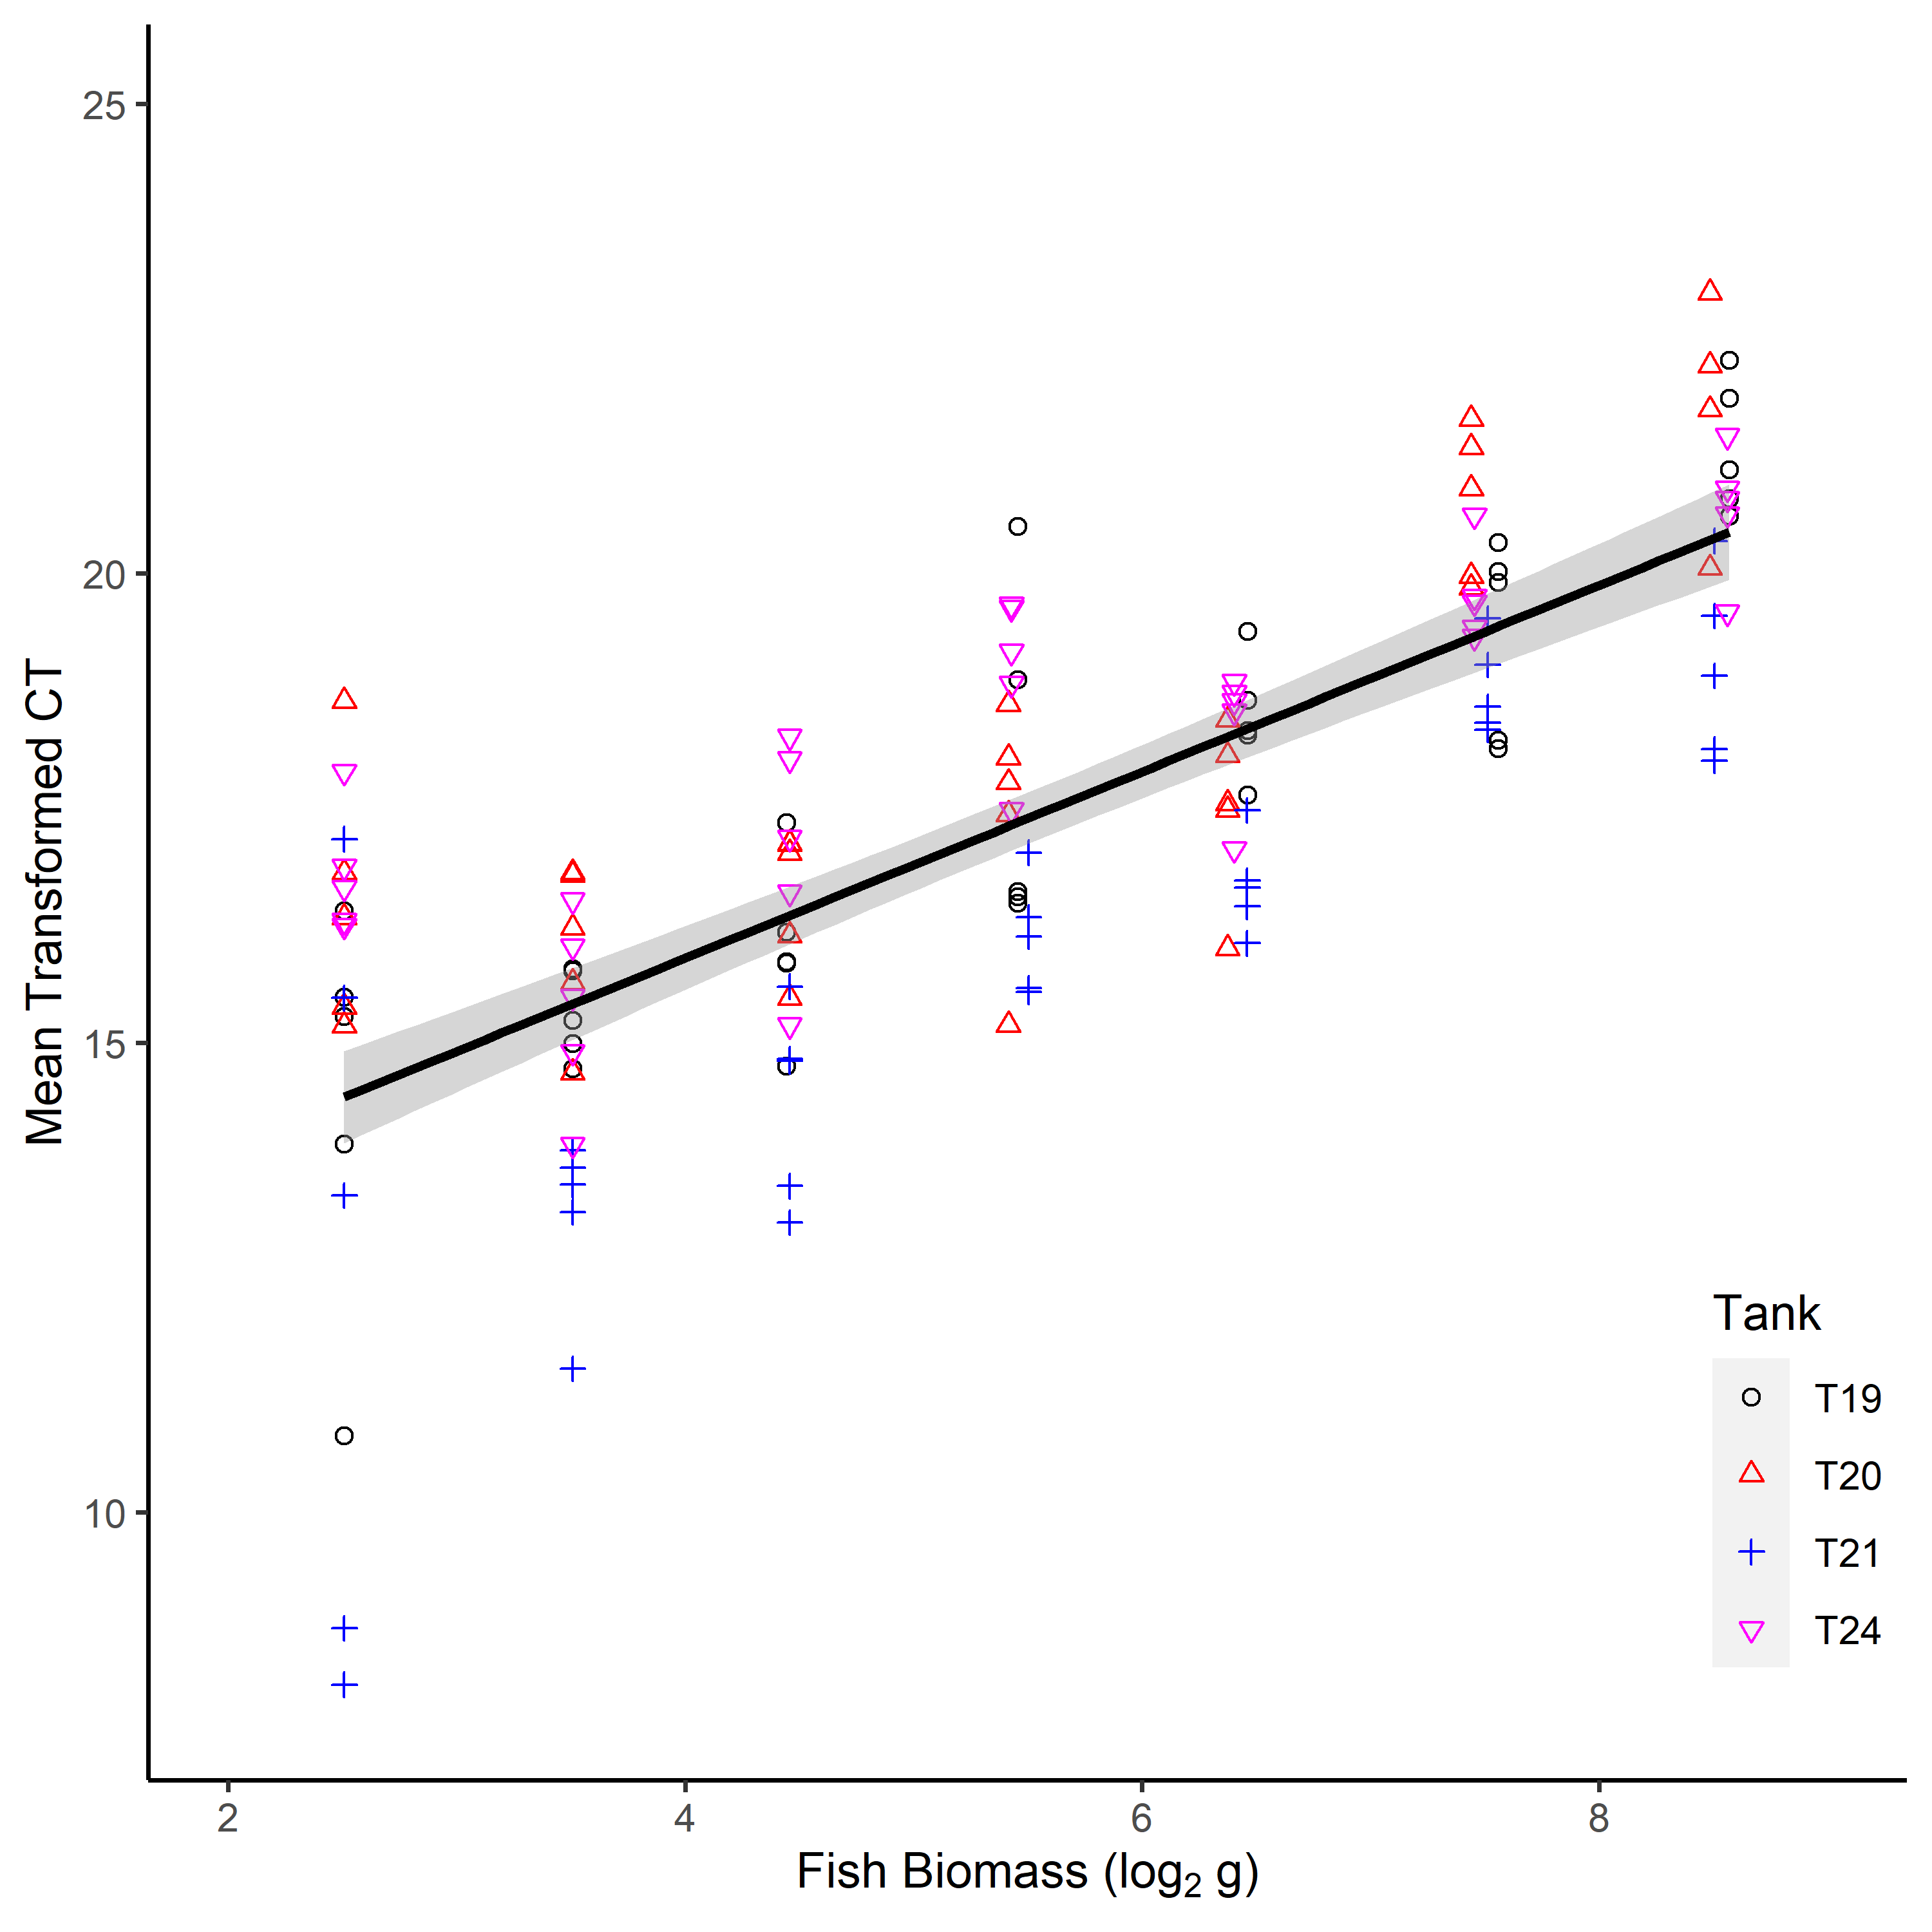 25
20
15
10
Mean Transformed CT
2
4
6
8
Fish Biomass (log₂ g)
Tank
T19
T20
T21
T24